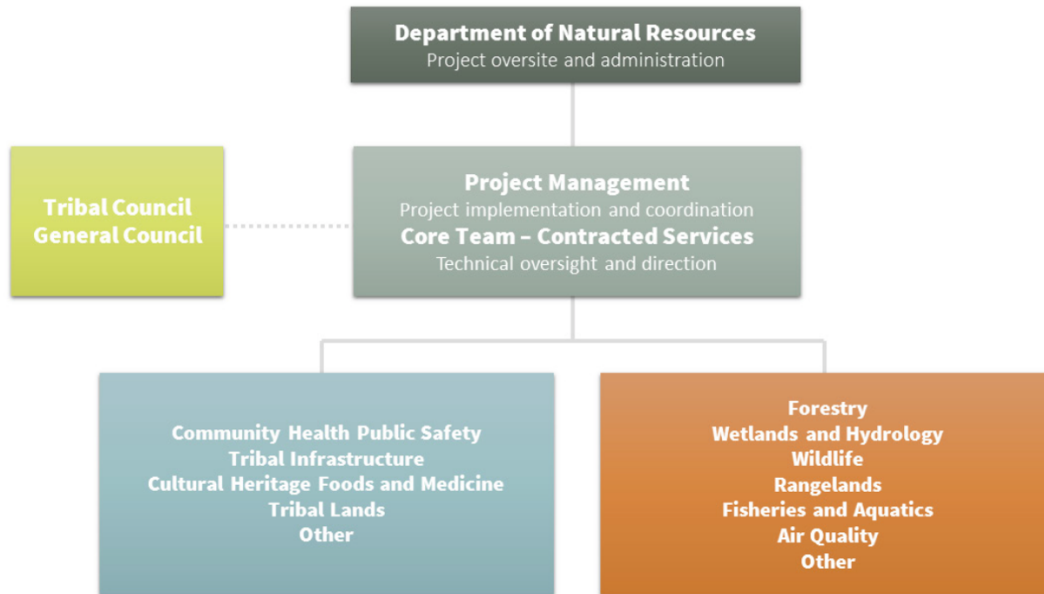 Department of Natural Resources
Project oversite and administration
Tribal Council
General Council
Project Management
Project implementation and coordination
Core Team – Contracted Services
Technical oversight and direction
Community Health Public Safety
Tribal Infrastructure
Cultural Heritage Foods and Medicine
Tribal Lands
Other
Forestry
Wetlands and Hydrology
Wildlife
Rangelands
Fisheries and Aquatics
Air Quality
Other